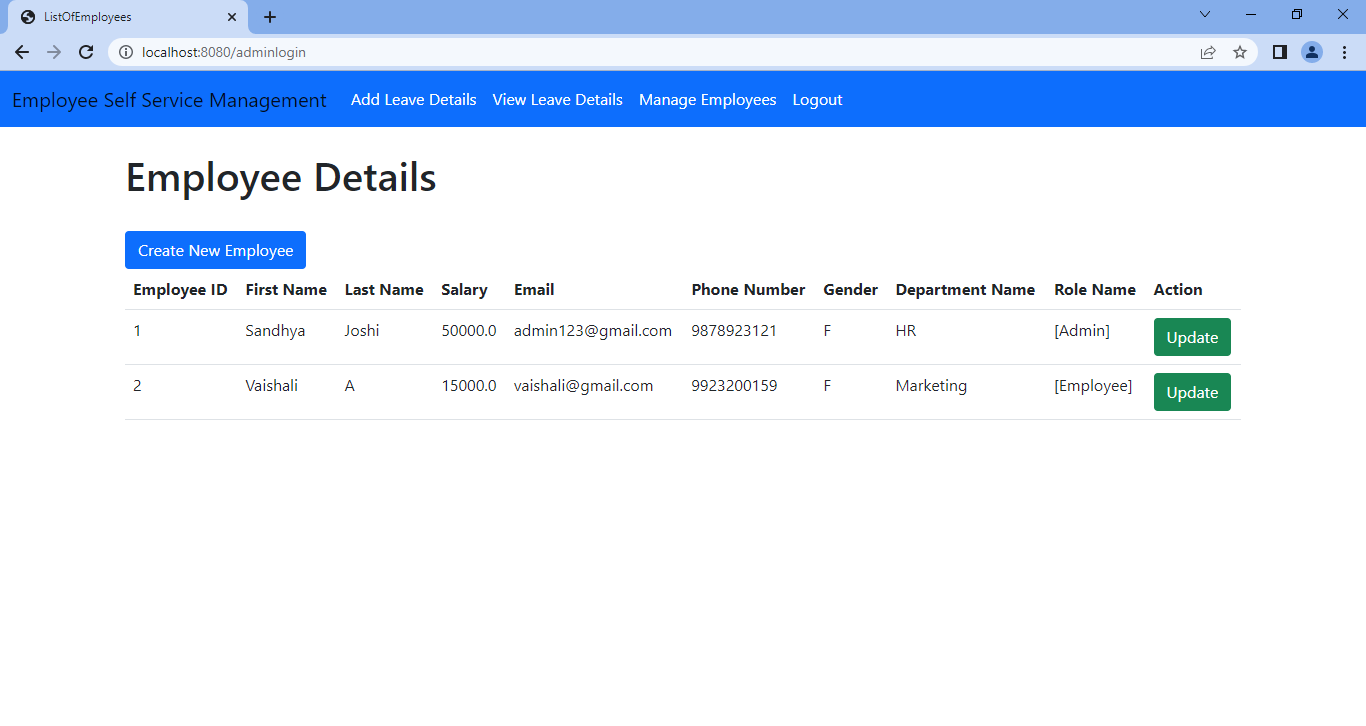 ListOfEmployees
localhost:8080/adminlogin
Employee Self Service Management Add Leave Details View Leave Details Manage Employees Logout
Employee Details
Create New Employee
Employee ID First Name Last Name Salary Email Phone Number Gender Department Name Role Name Action
1 Sandhya Joshi 50000.0 admin123@gmail.com 9878923121 F HR [Admin] Update
2 Vaishali A 15000.0 vaishali@gmail.com 9923200159 F Marketing [Employee] Update